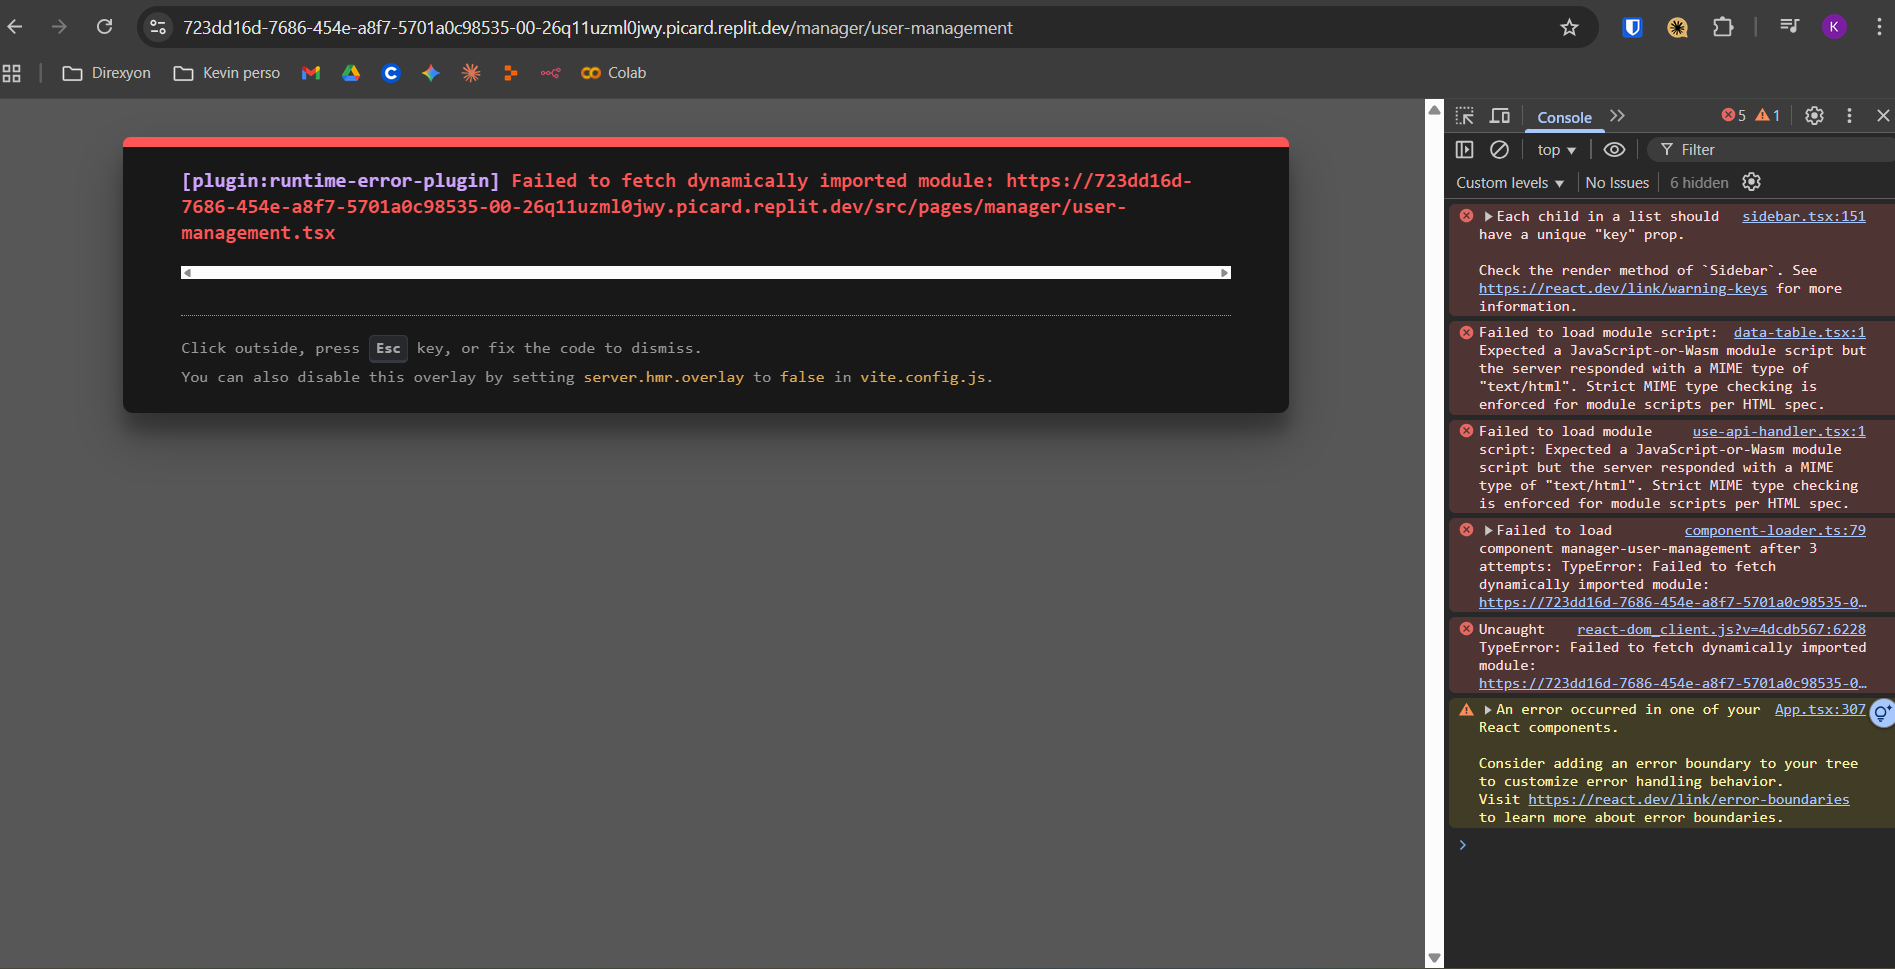 723dd16d-7686-454e-a8f7-5701a0c98535-00-26q11uzml0jwy.picard.replit.dev/manager/user-management
K
Direxyon
Kevin perso
Colab
[plugin:runtime-error-plugin] Failed to fetch dynamically imported module: https://723dd16d-
7686-454e-a8f7-5701a0c98535-00-26q11uzml0jwy.picard.replit.dev/src/pages/manager/user-
management.tsx
Click outside, press Esc key, or fix the code to dismiss.
You can also disable this overlay by setting server.hmr.overlay to false in vite.config.js.
Console
5
1
top
Filter
Custom levels
No Issues
6 hidden
Each child in a list should sidebar.tsx:151
have a unique "key" prop.
Check the render method of `Sidebar`. See
https://react.dev/link/warning-keys for more
information.
Failed to load module script: data-table.tsx:1
Expected a JavaScript-or-Wasm module script but
the server responded with a MIME type of
"text/html". Strict MIME type checking is
enforced for module scripts per HTML spec.
Failed to load module use-api-handler.tsx:1
script: Expected a JavaScript-or-Wasm module
script but the server responded with a MIME
type of "text/html". Strict MIME type checking
is enforced for module scripts per HTML spec.
Failed to load component-loader.ts:79
component manager-user-management after 3
attempts: TypeError: Failed to fetch
dynamically imported module:
https://723dd16d-7686-454e-a8f7-5701a0c98535-0…
Uncaught react-dom_client.js?v=4dcdb567:6228
TypeError: Failed to fetch dynamically imported
module:
https://723dd16d-7686-454e-a8f7-5701a0c98535-0…
An error occurred in one of your App.tsx:307
React components.
Consider adding an error boundary to your tree
to customize error handling behavior.
Visit https://react.dev/link/error-boundaries
to learn more about error boundaries.